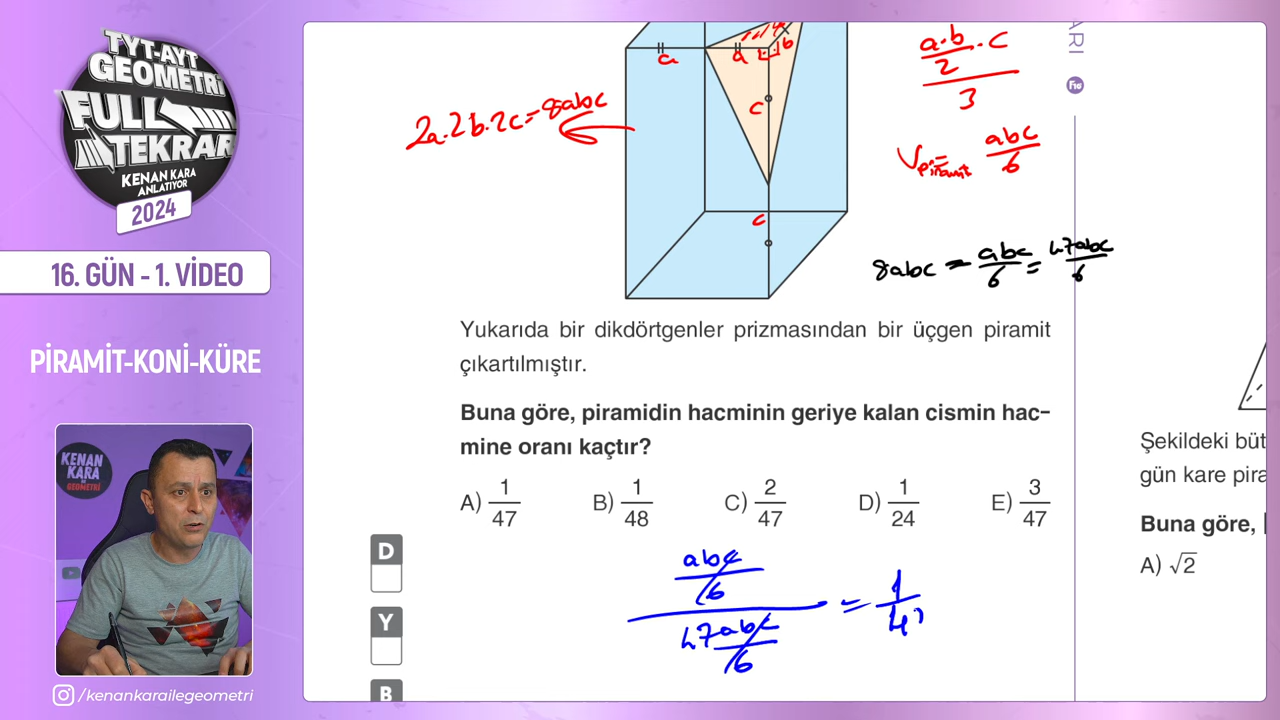 TYT-AYT
GEOMETRİ
FULL
TEKRAR
KENAN KARA
ANLATIYOR
2024
16. GÜN - 1. VİDEO
PİRAMİT-KONİ-KÜRE
KENAN
KARA
GEOMETRİ
/kenankarailegeometri
a
a
b
c
c
2a.2b.2c=8abc
a.b/2 . c
3
Vpiramit = abc/6
8abc - abc/6 = 47abc/6
Yukarıda bir dikdörtgenler prizmasından bir üçgen piramit
çıkartılmıştır.
Buna göre, piramidin hacminin geriye kalan cismin hac-
mine oranı kaçtır?
A) 1/47 B) 1/48 C) 2/47 D) 1/24 E) 3/47
abc/6
47abc/6
= 1/47
D
Y
B
ARI
F10
Şekildeki büt
gün kare pira
Buna göre,
A) √2